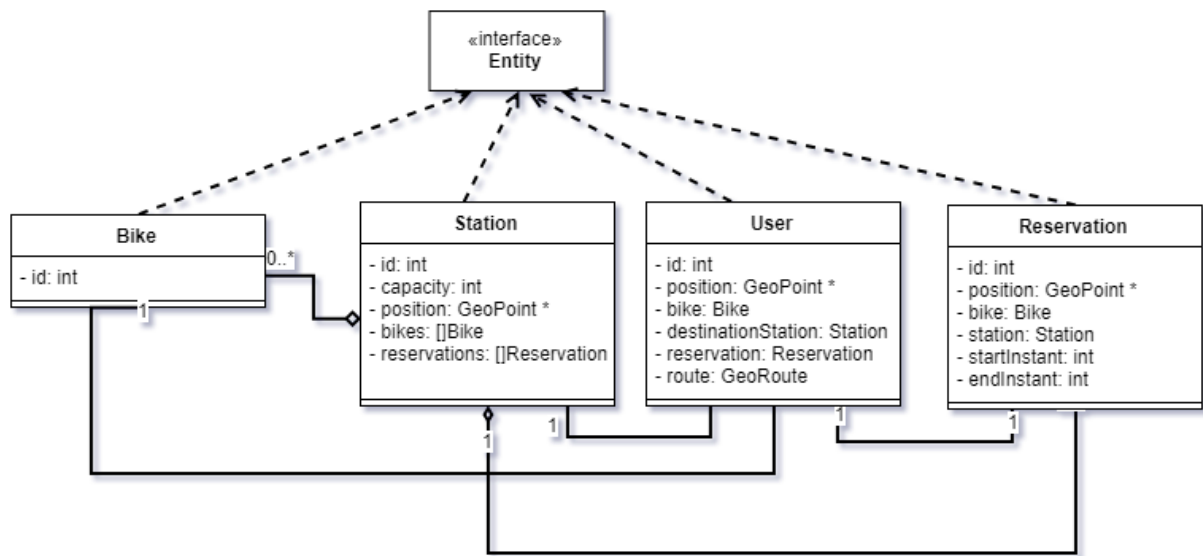 «interface»
Entity
Bike
- id: int
0..*
1
Station
- id: int
- capacity: int
- position: GeoPoint *
- bikes: []Bike
- reservations: []Reservation
1
1
User
- id: int
- position: GeoPoint *
- bike: Bike
- destinationStation: Station
- reservation: Reservation
- route: GeoRoute
1
Reservation
- id: int
- position: GeoPoint *
- bike: Bike
- station: Station
- startInstant: int
- endInstant: int
1